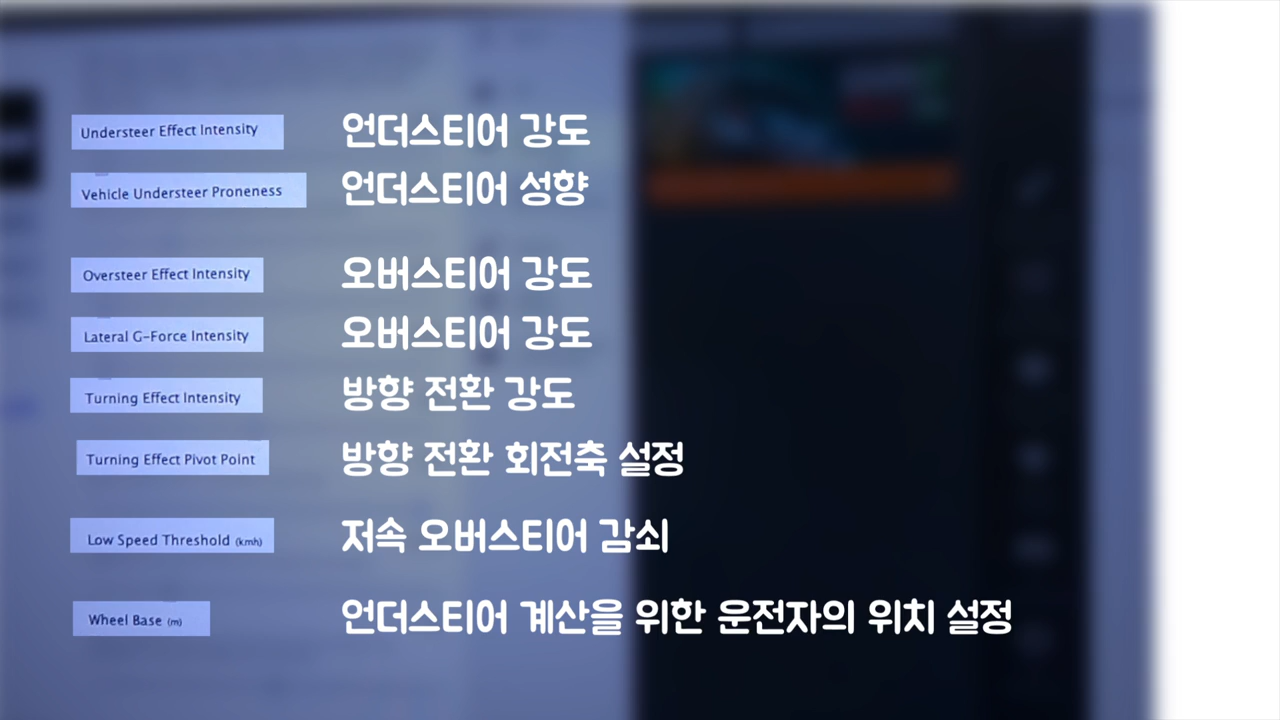 Understeer Effect Intensity 언더스티어 강도
Vehicle Understeer Proneness 언더스티어 성향
Oversteer Effect Intensity 오버스티어 강도
Lateral G-Force Intensity 오버스티어 강도
Turning Effect Intensity 방향 전환 강도
Turning Effect Pivot Point 방향 전환 회전축 설정
Low Speed Threshold (kmh) 저속 오버스티어 감쇠
Wheel Base (m) 언더스티어 계산을 위한 운전자의 위치 설정